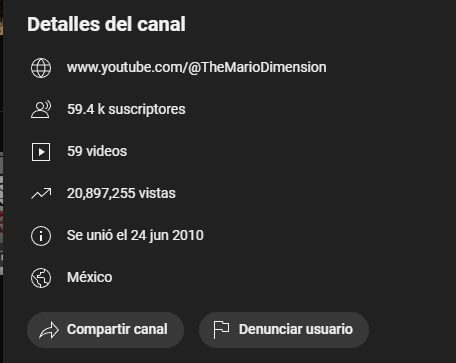 Detalles del canal
www.youtube.com/@TheMarioDimension
59.4 k suscriptores
59 videos
20,897,255 vistas
Se unió el 24 jun 2010
México
Compartir canal
Denunciar usuario